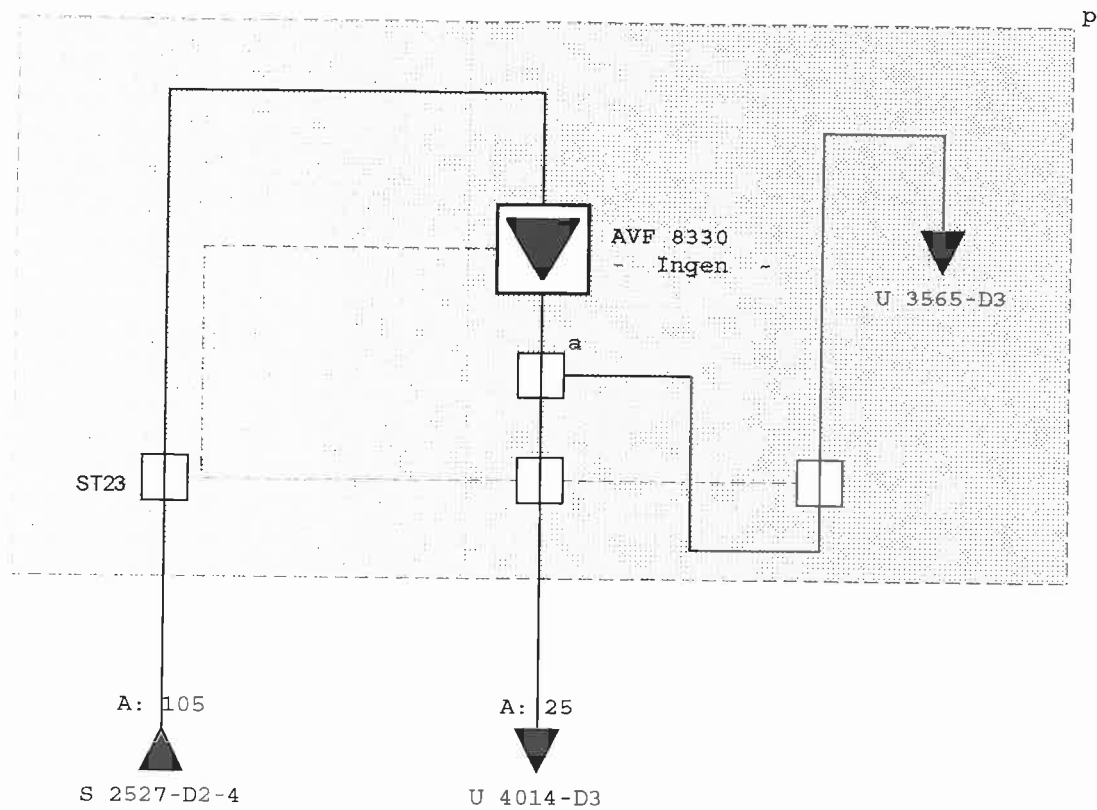 p
AVF 8330
- Ingen -
U 3565-D3
a
ST23
A: 105
A: 25
S 2527-D2-4
U 4014-D3